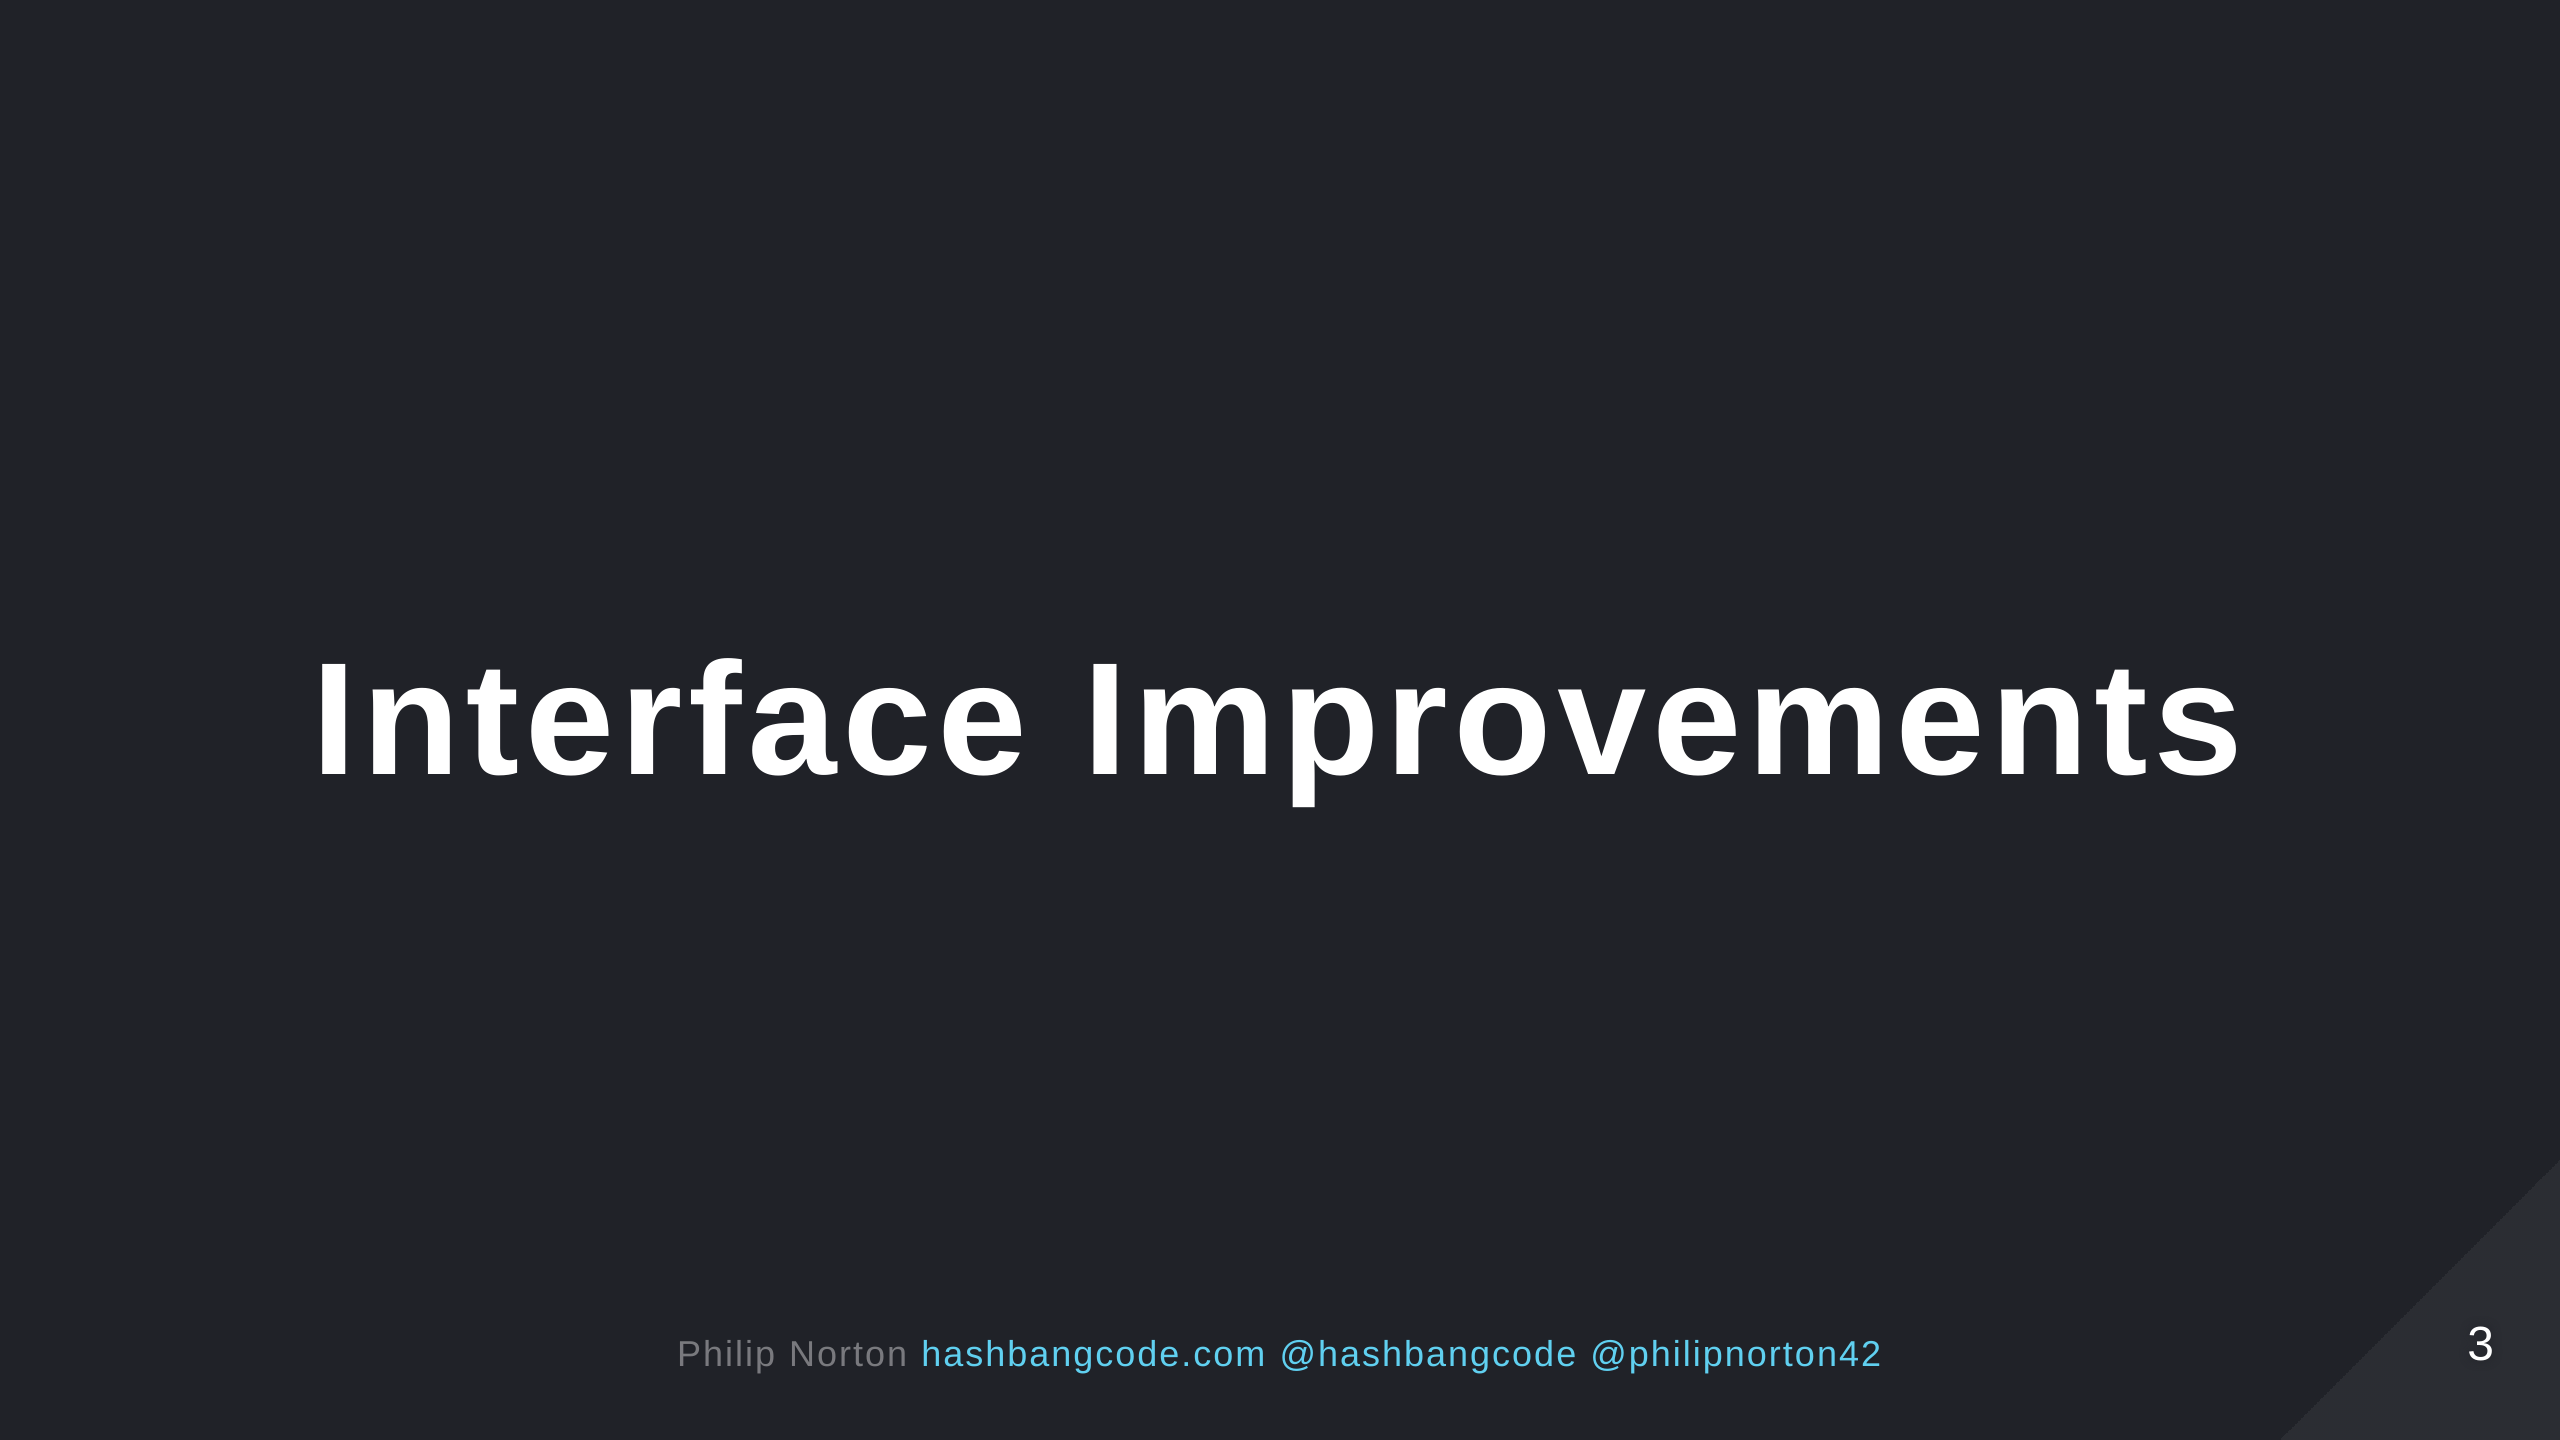 Interface Improvements
Philip Norton hashbangcode.com @hashbangcode @philipnorton42
3